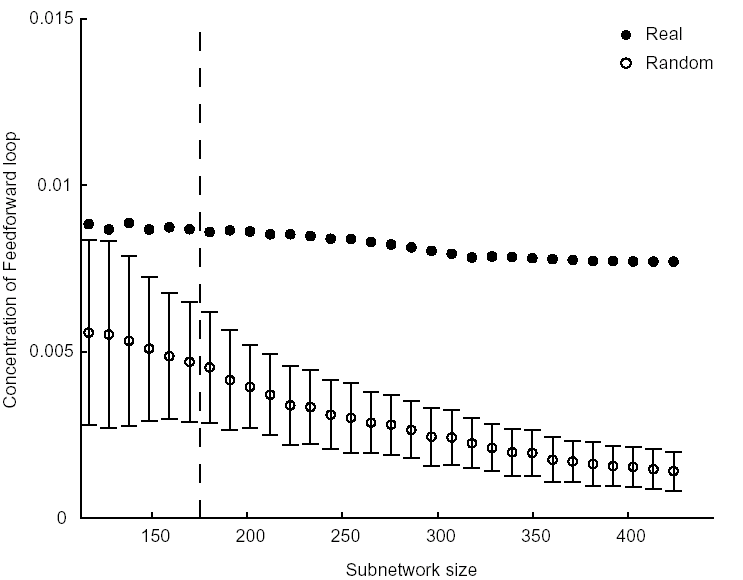 0.015
Real
Random
0.01
0.005
0
Concentration of Feedforward loop
150 200 250 300 350 400
Subnetwork size